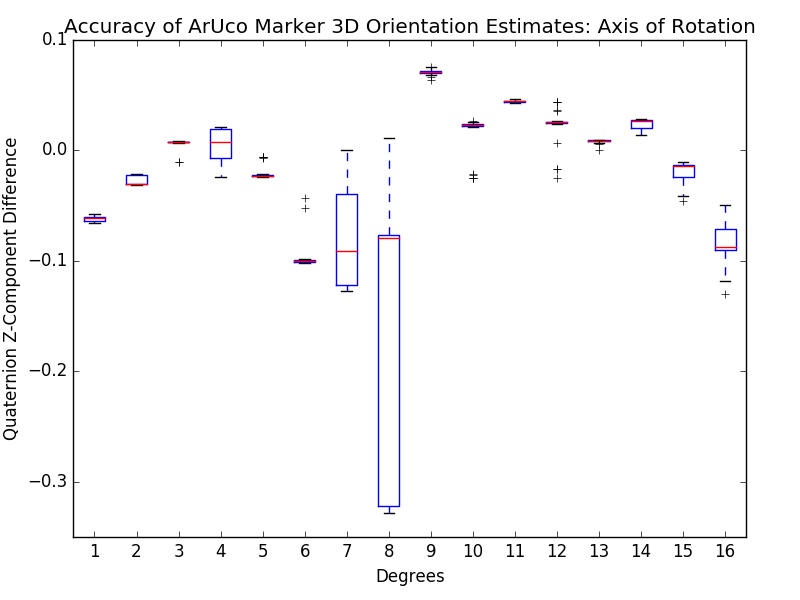 Accuracy of ArUco Marker 3D Orientation Estimates: Axis of Rotation
0.1
0.0
−0.1
−0.2
−0.3
Quaternion Z-Component Difference
1 2 3 4 5 6 7 8 9 10 11 12 13 14 15 16
Degrees